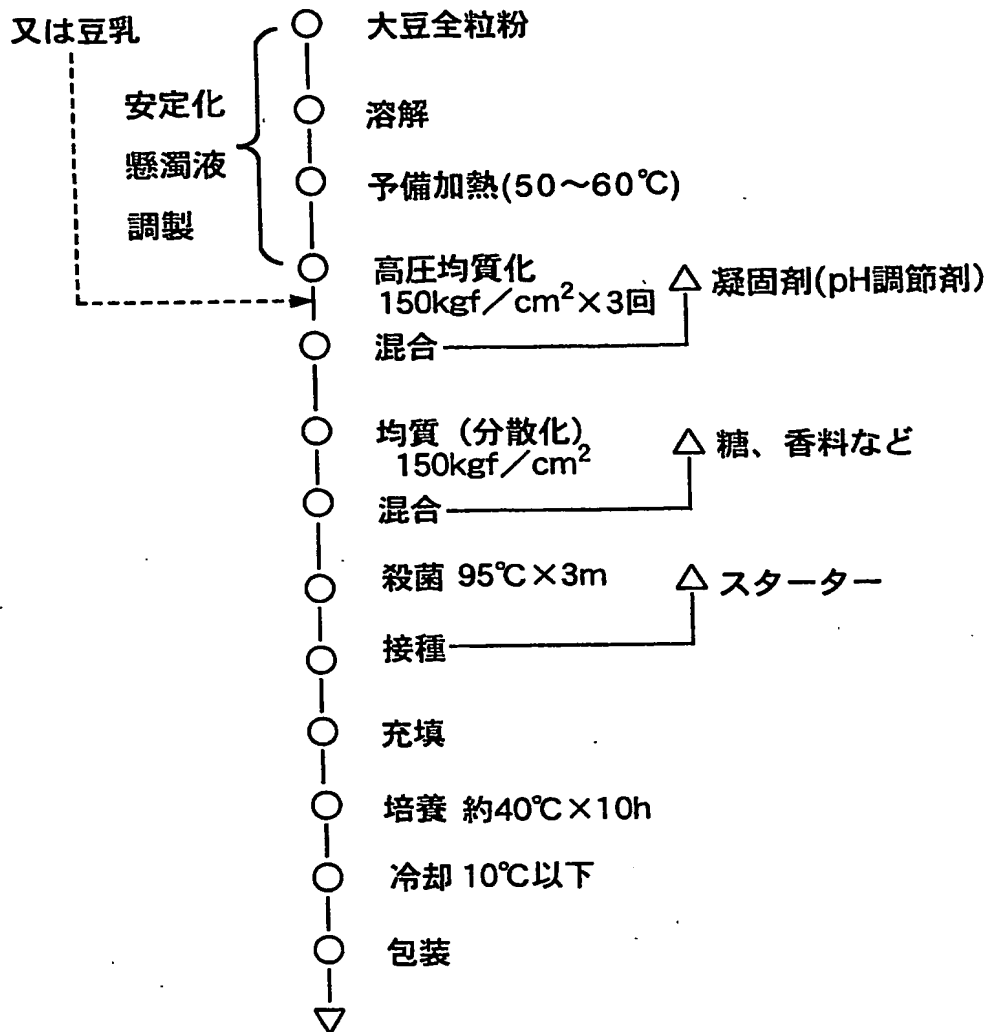 又は豆乳
大豆全粒粉
安定化
懸濁液
調製
溶解
予備加熱(50～60℃)
高圧均質化
150kgf／cm²×3回
凝固剤(pH調節剤)
混合
均質（分散化）
150kgf／cm²
糖、香料など
混合
殺菌 95℃×3m
スターター
接種
充填
培養 約40℃×10h
冷却 10℃以下
包装